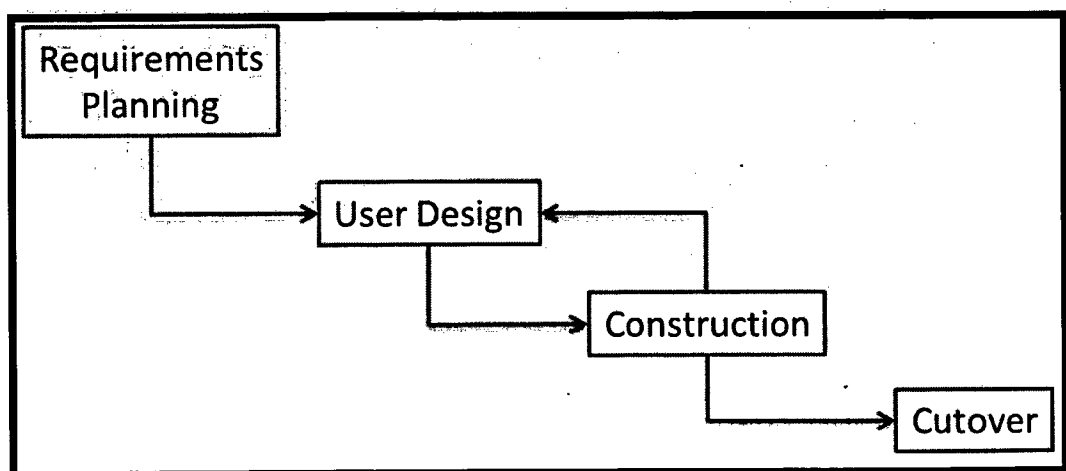 Requirements
Planning
User Design
Construction
Cutover